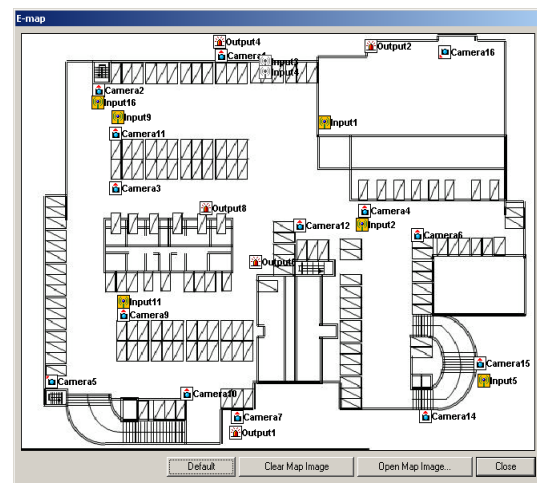 E-map
Output4
Output2
Camera16
Input3
Input4
Camera2
Input16
Input9
Input1
Camera11
Camera3
Output8
Camera4
Camera12
Input2
Camera6
Input11
Camera9
Camera15
Camera5
Input5
Camera10
Camera7
Camera14
Output1
Default
Clear Map Image
Open Map Image...
Close